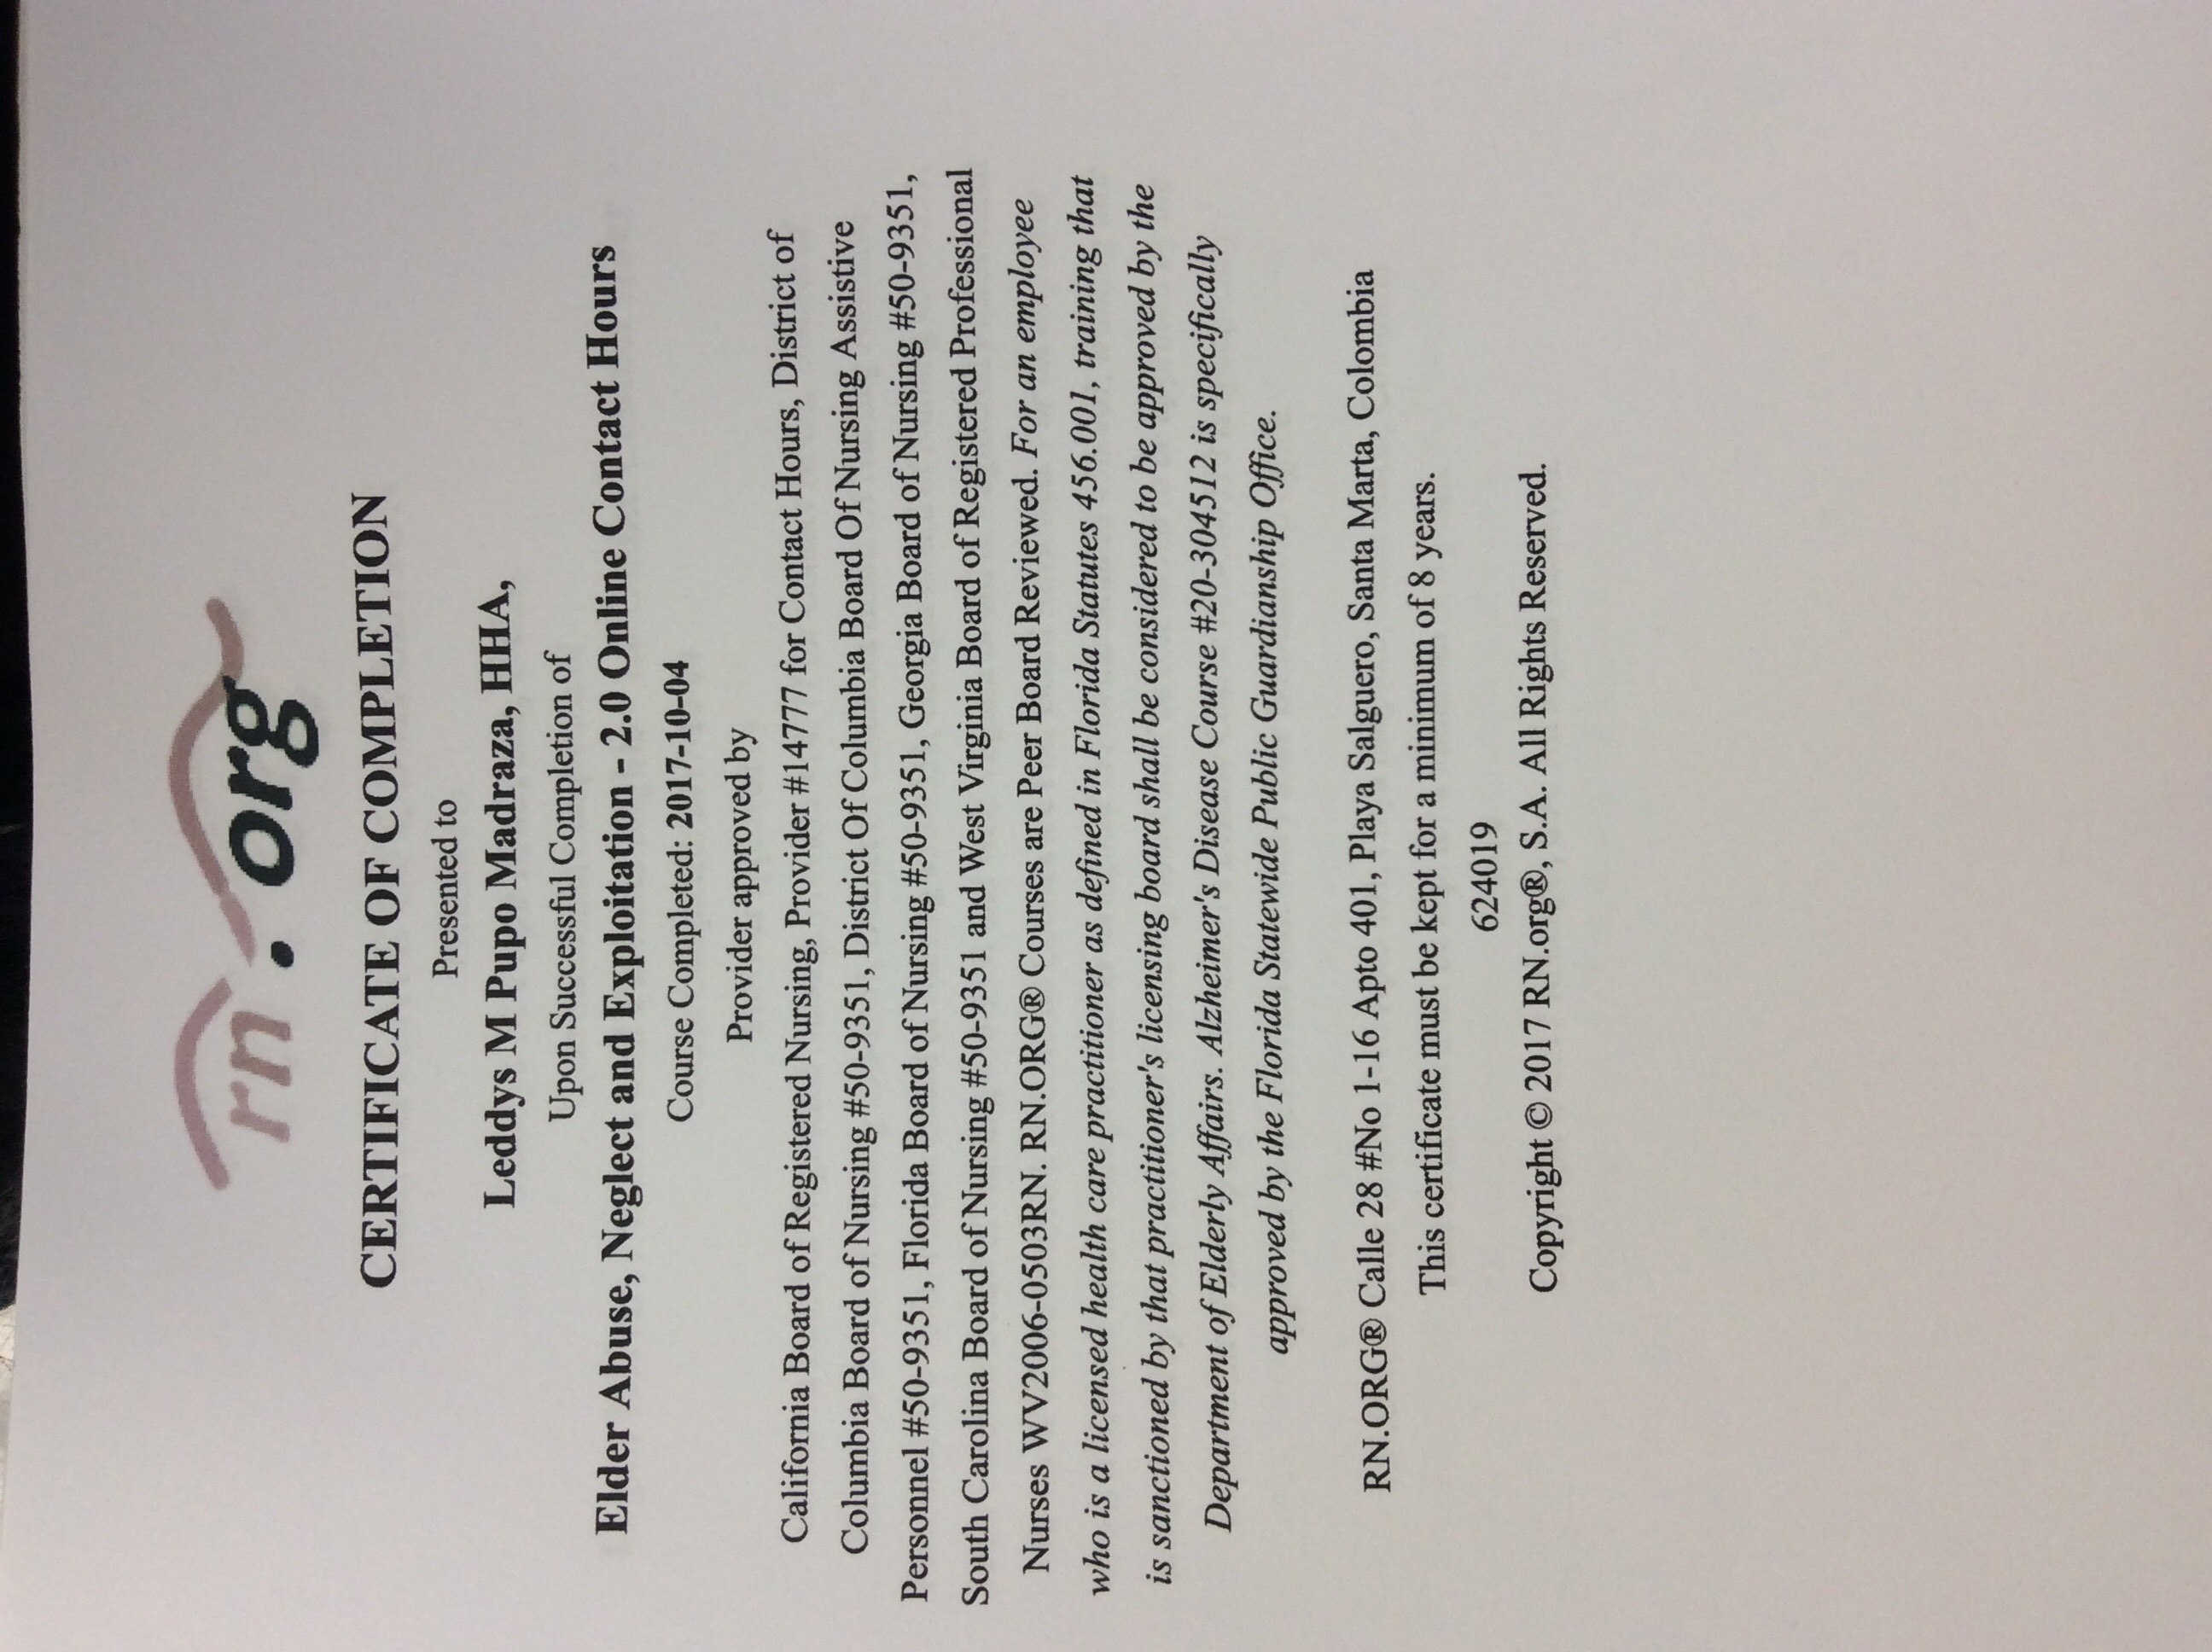 rn.org
CERTIFICATE OF COMPLETION
Presented to
Leddys M Pupo Madraza, HHA,
Upon Successful Completion of
Elder Abuse, Neglect and Exploitation - 2.0 Online Contact Hours
Course Completed: 2017-10-04
Provider approved by
California Board of Registered Nursing, Provider #14777 for Contact Hours, District of
Columbia Board of Nursing #50-9351, District Of Columbia Board Of Nursing Assistive
Personnel #50-9351, Florida Board of Nursing #50-9351, Georgia Board of Nursing #50-9351,
South Carolina Board of Nursing #50-9351 and West Virginia Board of Registered Professional
Nurses WV2006-0503RN. RN.ORG® Courses are Peer Board Reviewed. For an employee
who is a licensed health care practitioner as defined in Florida Statutes 456.001, training that
is sanctioned by that practitioner's licensing board shall be considered to be approved by the
Department of Elderly Affairs. Alzheimer's Disease Course #20-304512 is specifically
approved by the Florida Statewide Public Guardianship Office.
RN.ORG® Calle 28 #No 1-16 Apto 401, Playa Salguero, Santa Marta, Colombia
This certificate must be kept for a minimum of 8 years.
624019
Copyright © 2017 RN.org®, S.A. All Rights Reserved.